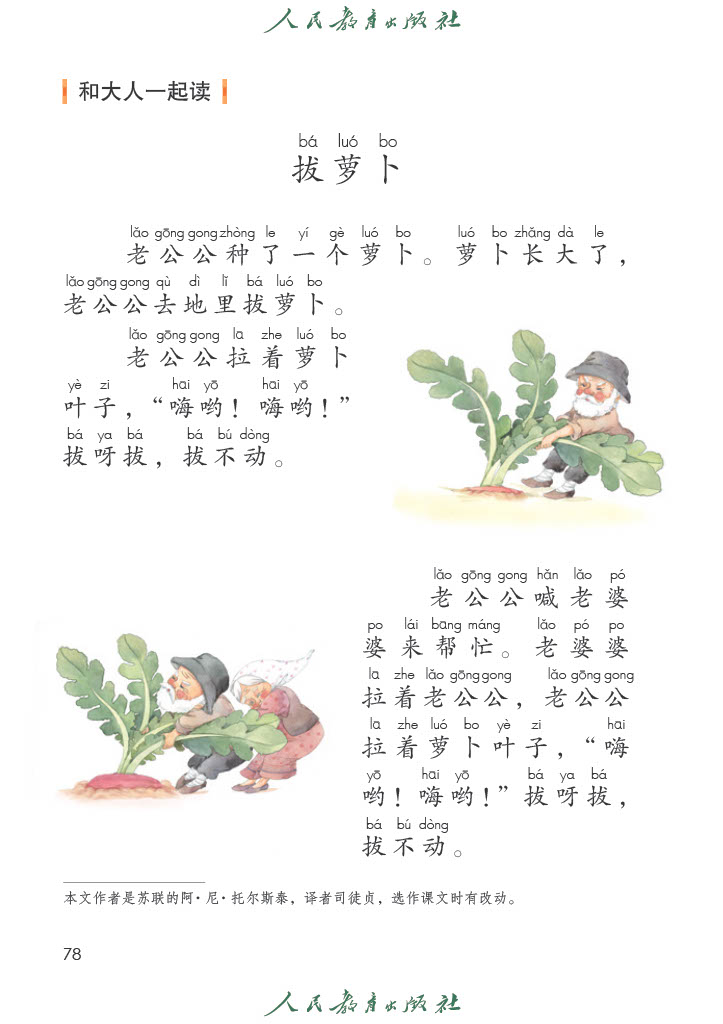 人民教育出版社
和大人一起读
bá luó bo
拔萝卜
lǎo gōng gong zhòng le yí gè luó bo luó bo zhǎng dà le
老公公种了一个萝卜。萝卜长大了，
lǎo gōng gong qù dì lǐ bá luó bo
老公公去地里拔萝卜。
lǎo gōng gong lā zhe luó bo
老公公拉着萝卜
yè zi hāi yō hāi yō
叶子，“嗨哟！嗨哟！”
bá ya bá bá bú dòng
拔呀拔，拔不动。
lǎo gōng gong hǎn lǎo pó
老公公喊老婆
po lái bāng máng lǎo pó po
婆来帮忙。老婆婆
lā zhe lǎo gōng gong lǎo gōng gong
拉着老公公，老公公
lā zhe luó bo yè zi hāi
拉着萝卜叶子，“嗨
yō hāi yō bá ya bá
哟！嗨哟！”拔呀拔，
bá bú dòng
拔不动。
本文作者是苏联的阿·尼·托尔斯泰，译者司徒贞，选作课文时有改动。
78
人民教育出版社